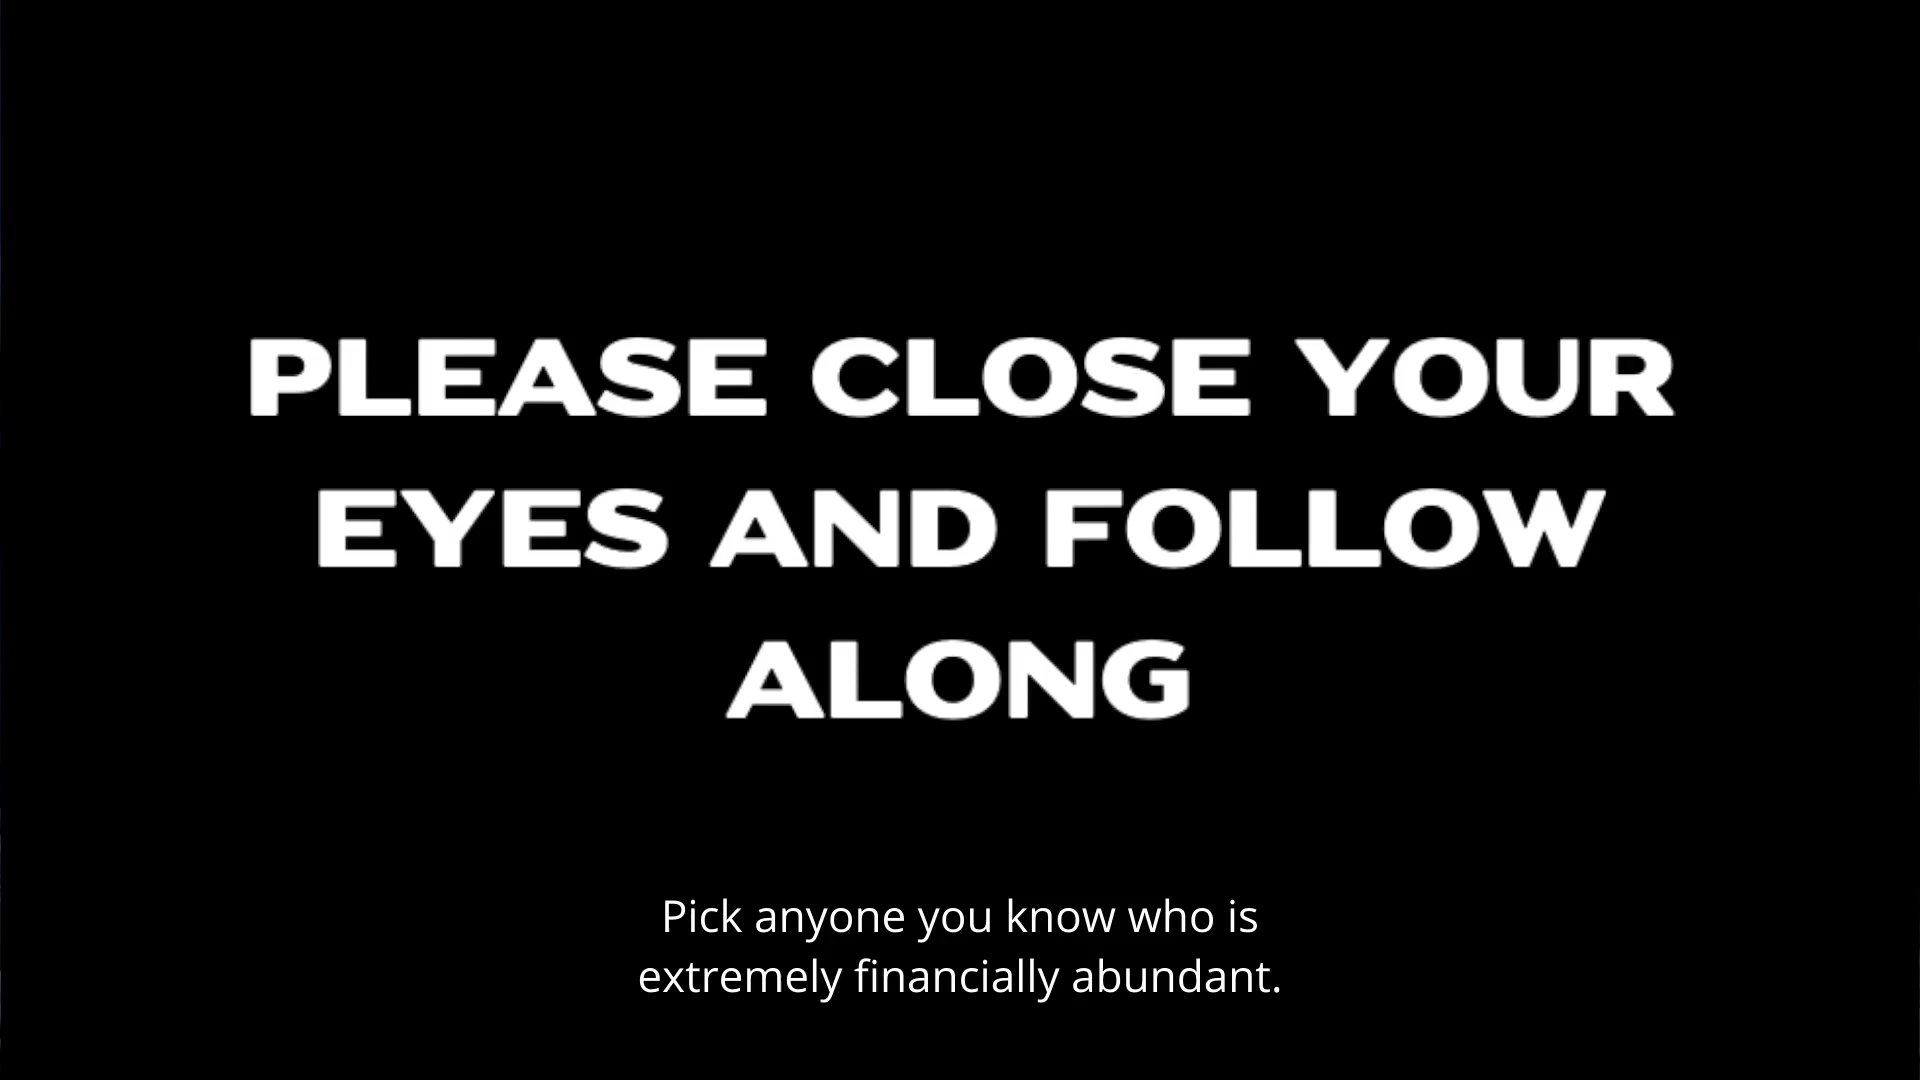 PLEASE CLOSE YOUR
EYES AND FOLLOW
ALONG
Pick anyone you know who is
extremely financially abundant.